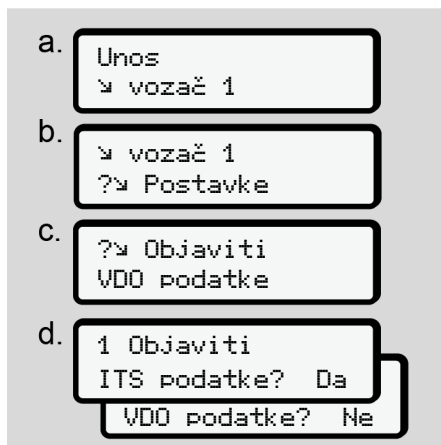 a.
Unos
↘ vozač 1
b.
↘ vozač 1
?↘ Postavke
c.
?↘ Objaviti
VDO podatke
d.
1 Objaviti
ITS podatke? Da
VDO podatke? Ne